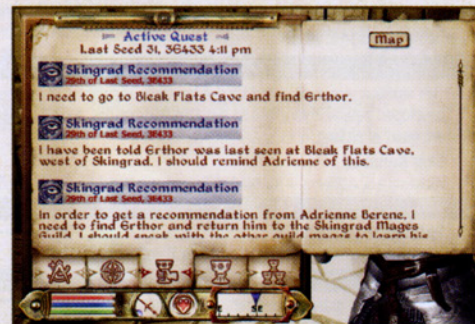 Active Quest
Last Seed 31, 3E433 4:11 pm
Map
Skingrad Recommendation
29th of Last Seed, 3E433
I need to go to Bleak Flats Cave and find Erthor.
Skingrad Recommendation
29th of Last Seed, 3E433
I have been told Erthor was last seen at Bleak Flats Cave,
west of Skingrad. I should remind Adrienne of this.
Skingrad Recommendation
29th of Last Seed, 3E433
In order to get a recommendation from Adrienne Berene, I
need to find Erthor and return him to the Skingrad Mages
Guild. I should speak with the other guild mages to learn his